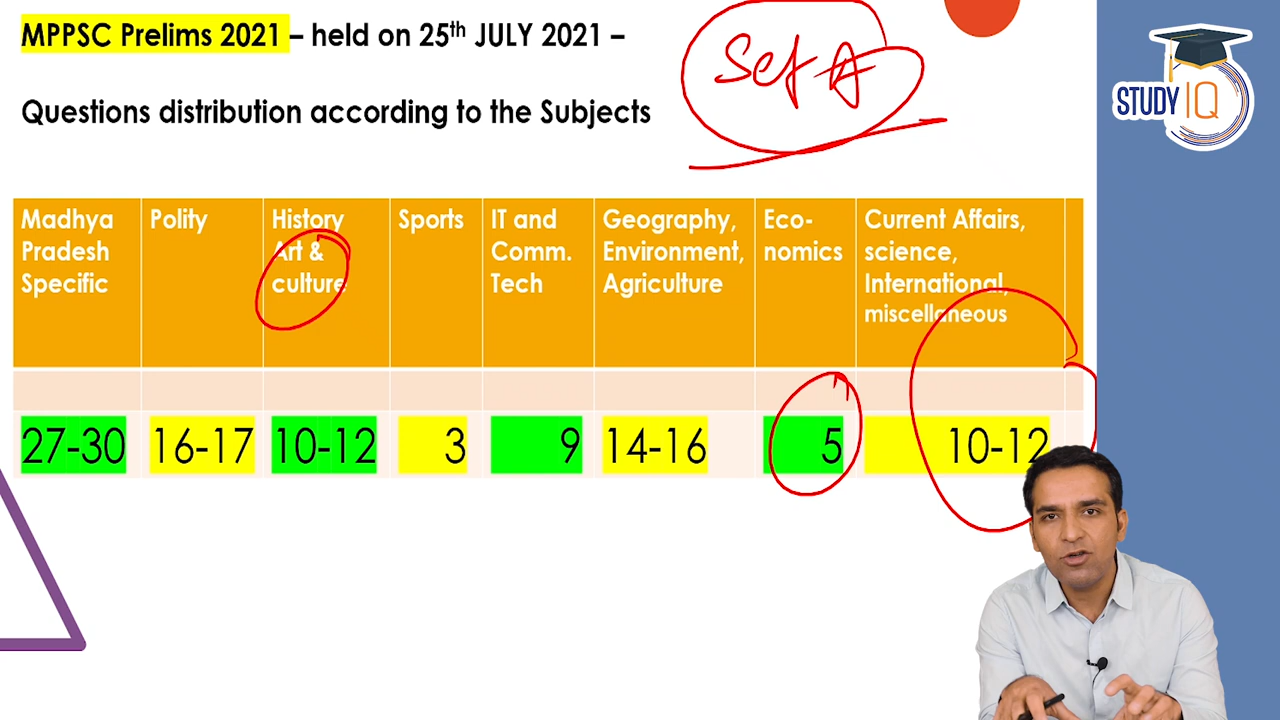 MPPSC Prelims 2021 – held on 25th JULY 2021 –
Set A
STUDY IQ
Questions distribution according to the Subjects
Madhya Pradesh Specific
Polity
History Art & culture
Sports
IT and Comm. Tech
Geography, Environment, Agriculture
Eco-nomics
Current Affairs, science, International, miscellaneous
27-30
16-17
10-12
3
9
14-16
5
10-12